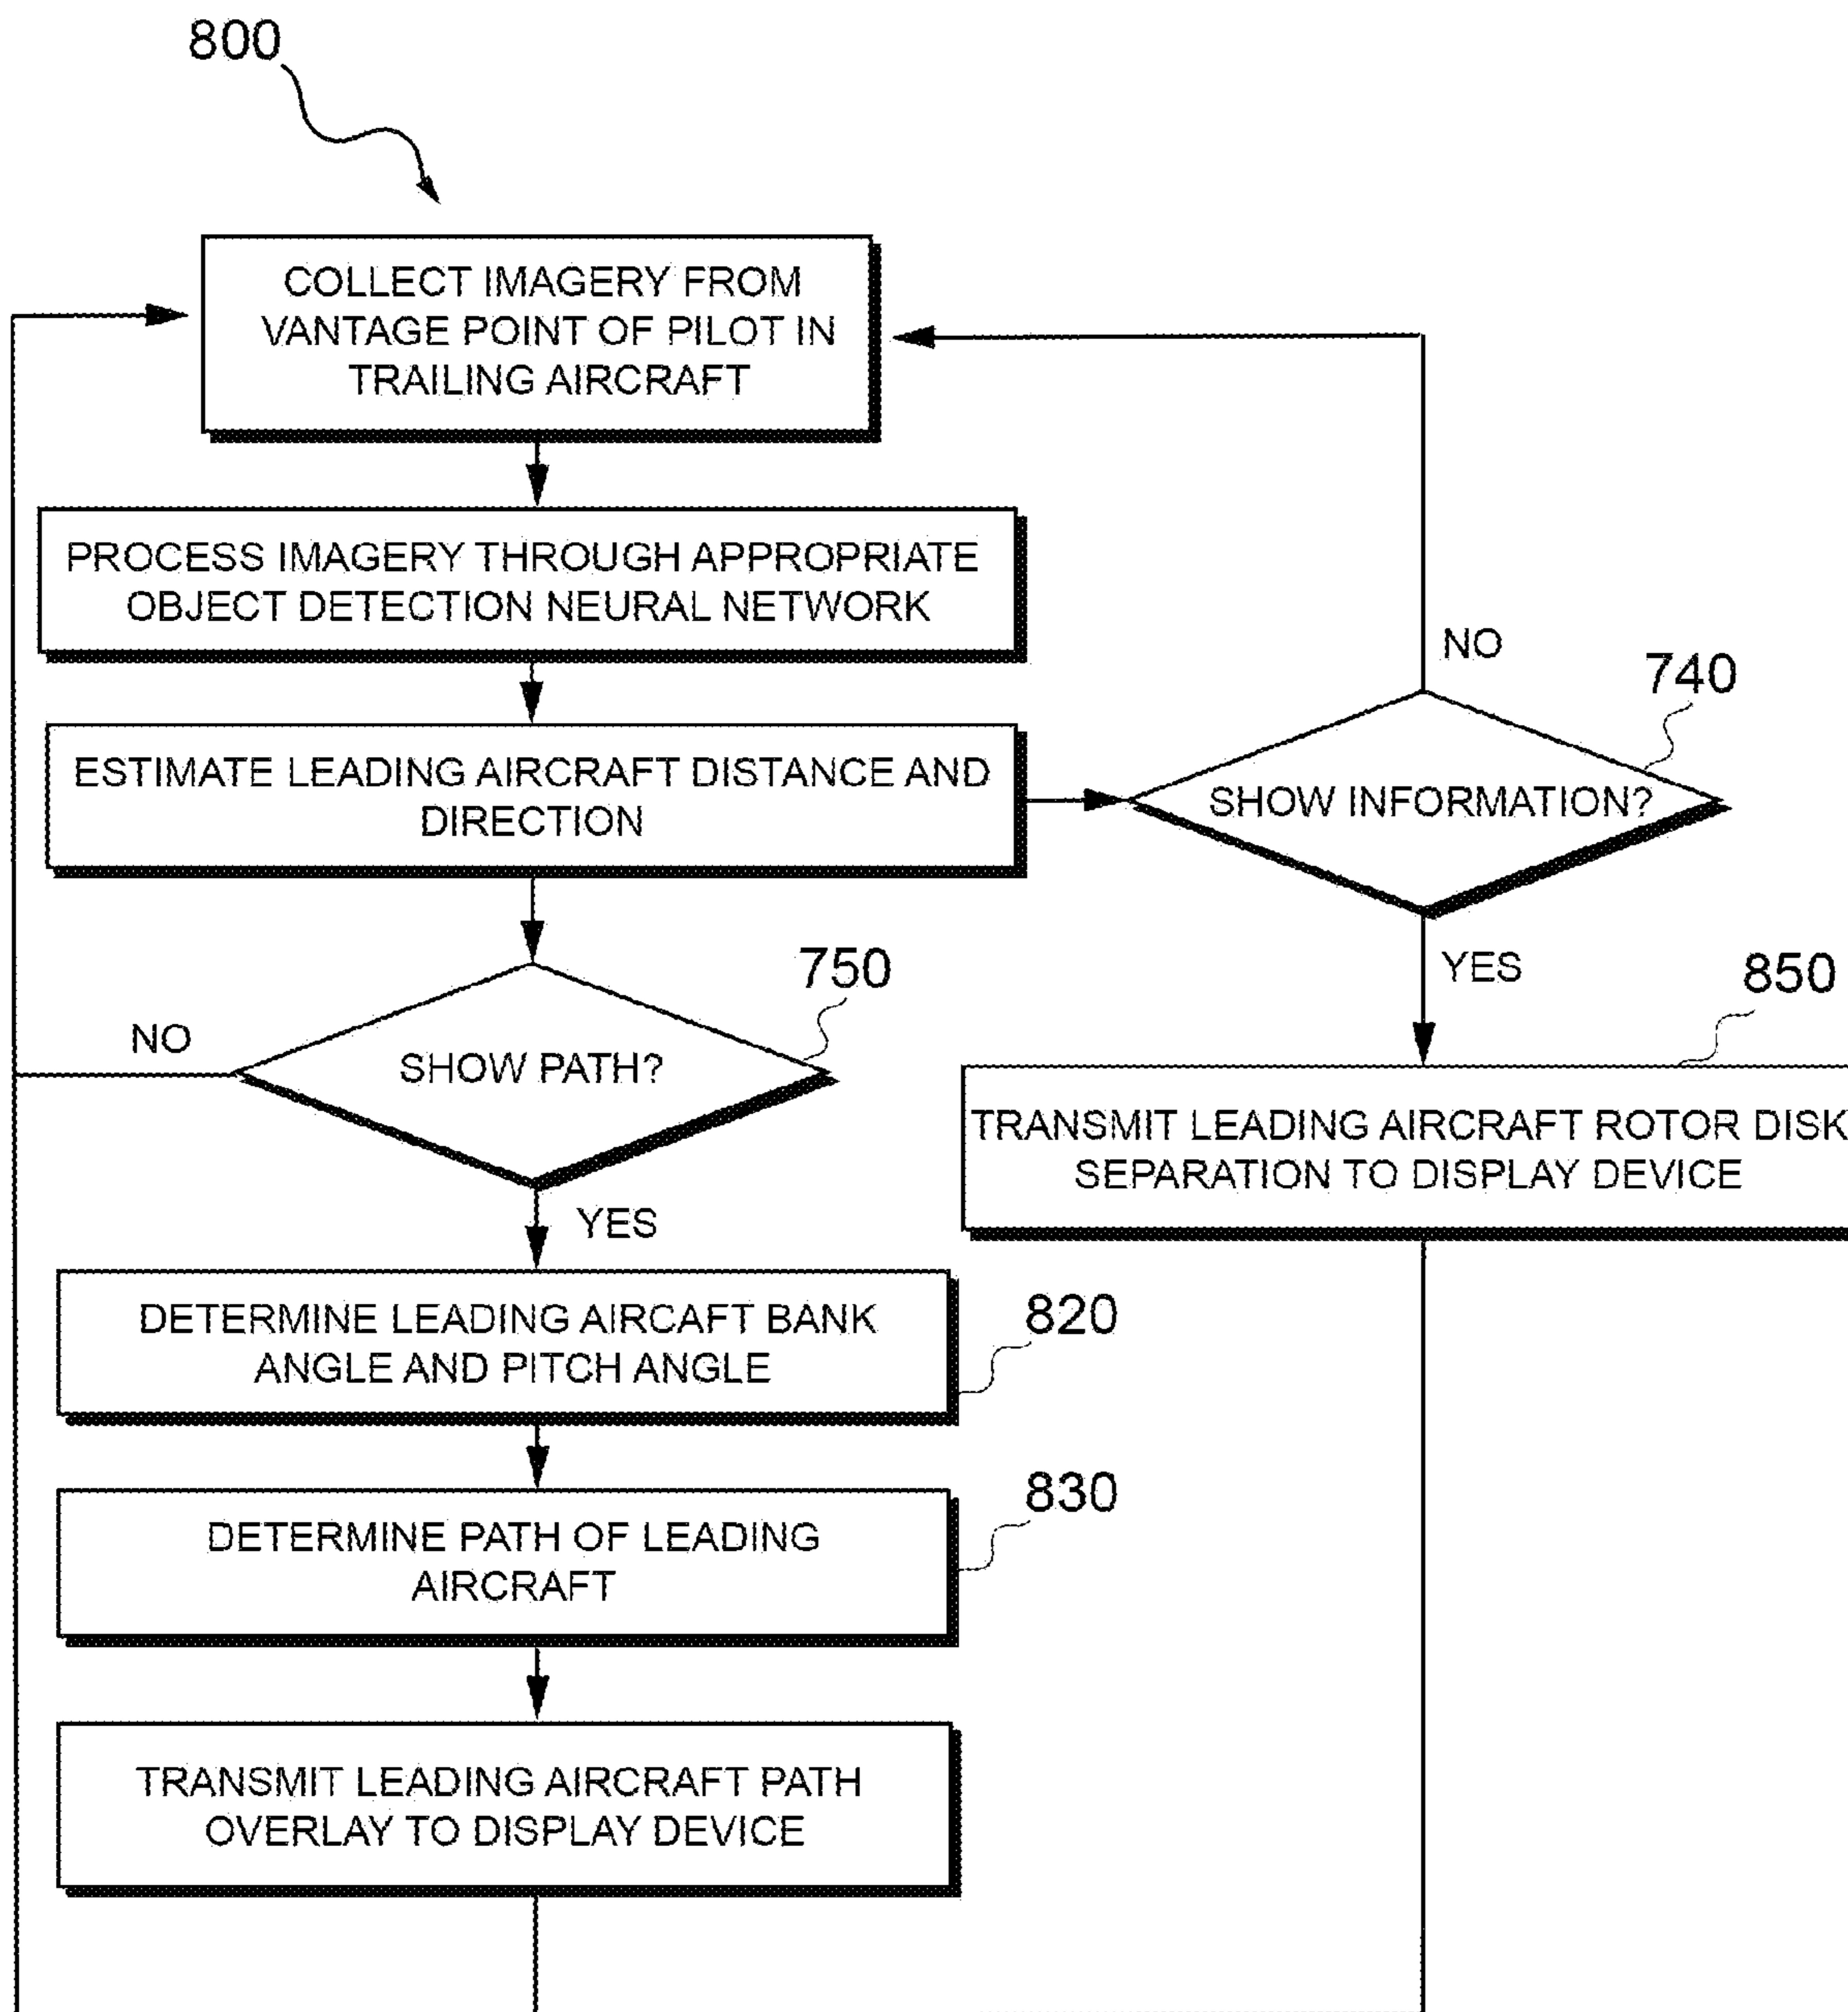 800
COLLECT IMAGERY FROM
VANTAGE POINT OF PILOT IN
TRAILING AIRCRAFT
PROCESS IMAGERY THROUGH APPROPRIATE
OBJECT DETECTION NEURAL NETWORK
ESTIMATE LEADING AIRCRAFT DISTANCE AND
DIRECTION
NO
740
SHOW INFORMATION?
YES
850
TRANSMIT LEADING AIRCRAFT ROTOR DISK
SEPARATION TO DISPLAY DEVICE
750
NO
SHOW PATH?
YES
DETERMINE LEADING AIRCAFT BANK
ANGLE AND PITCH ANGLE
820
DETERMINE PATH OF LEADING
AIRCRAFT
830
TRANSMIT LEADING AIRCRAFT PATH
OVERLAY TO DISPLAY DEVICE